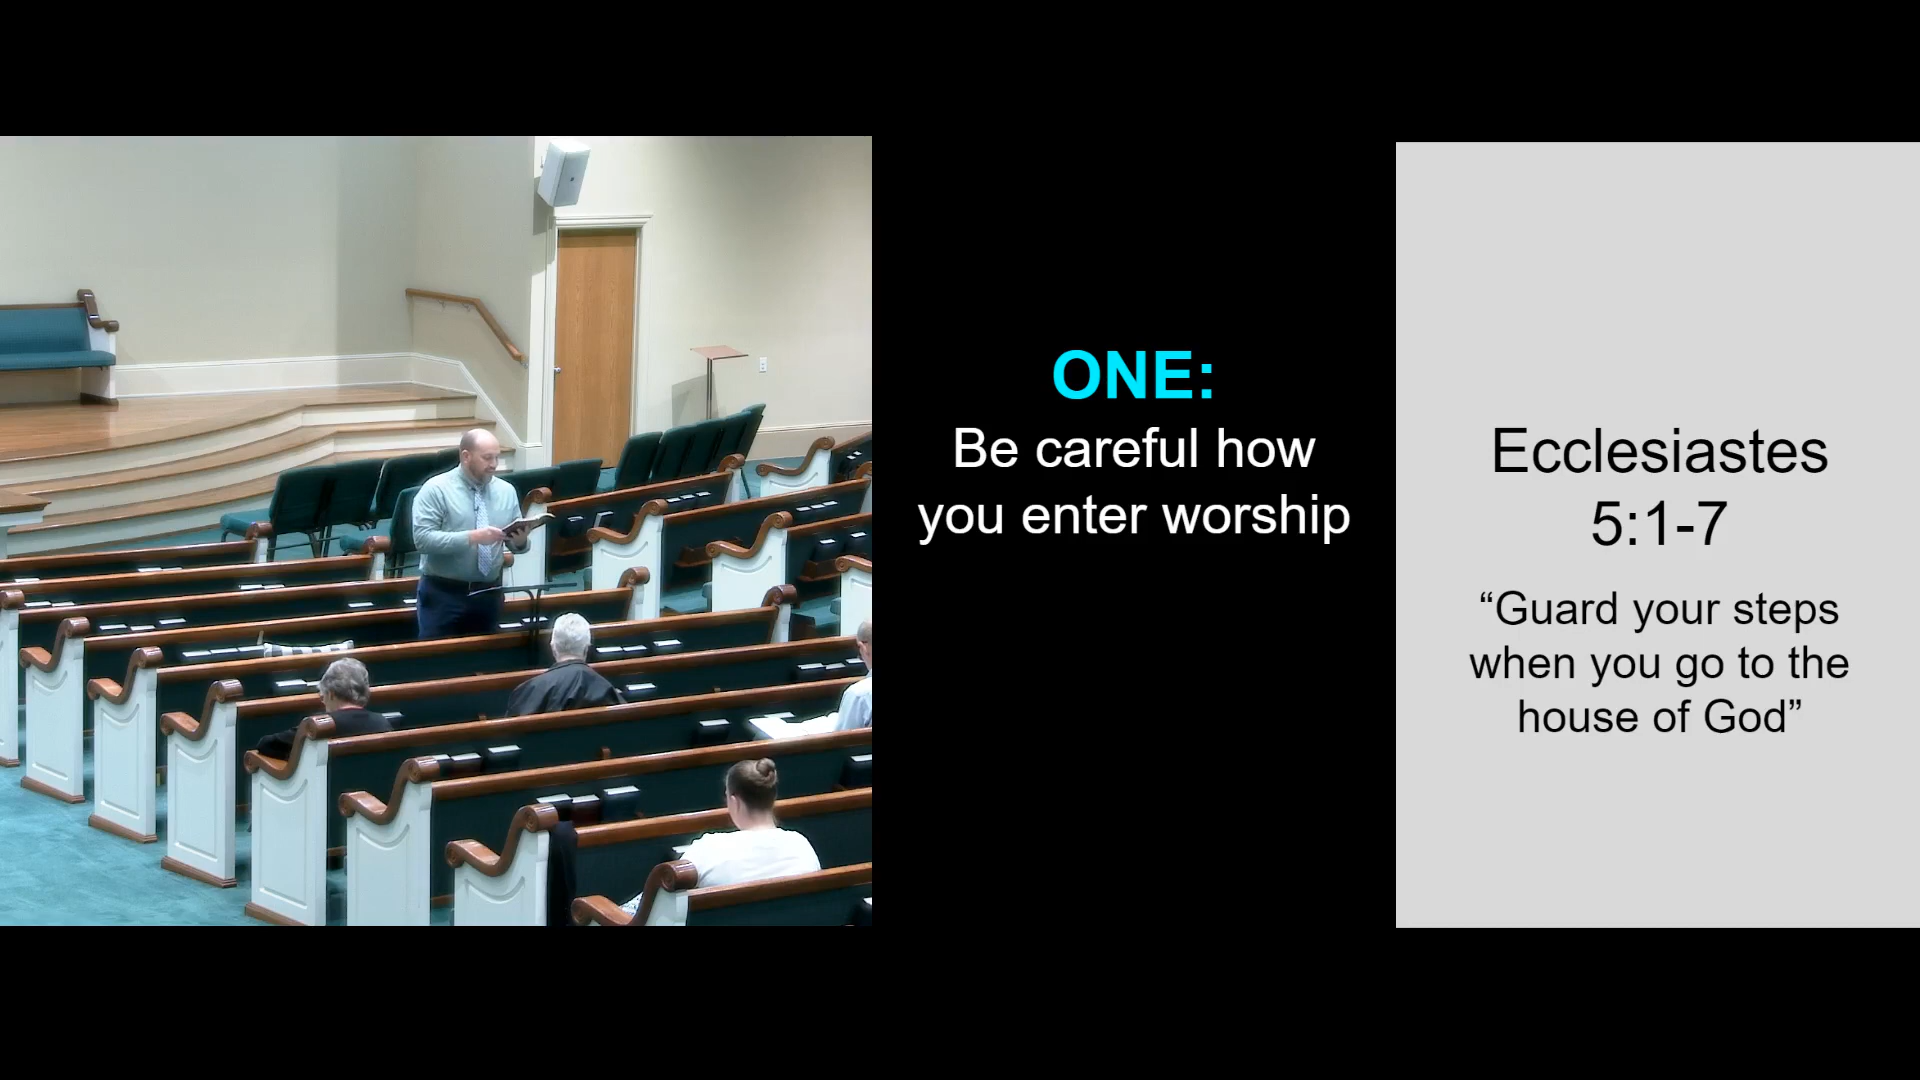 ONE:
Be careful how
you enter worship
Ecclesiastes
5:1-7
“Guard your steps
when you go to the
house of God”